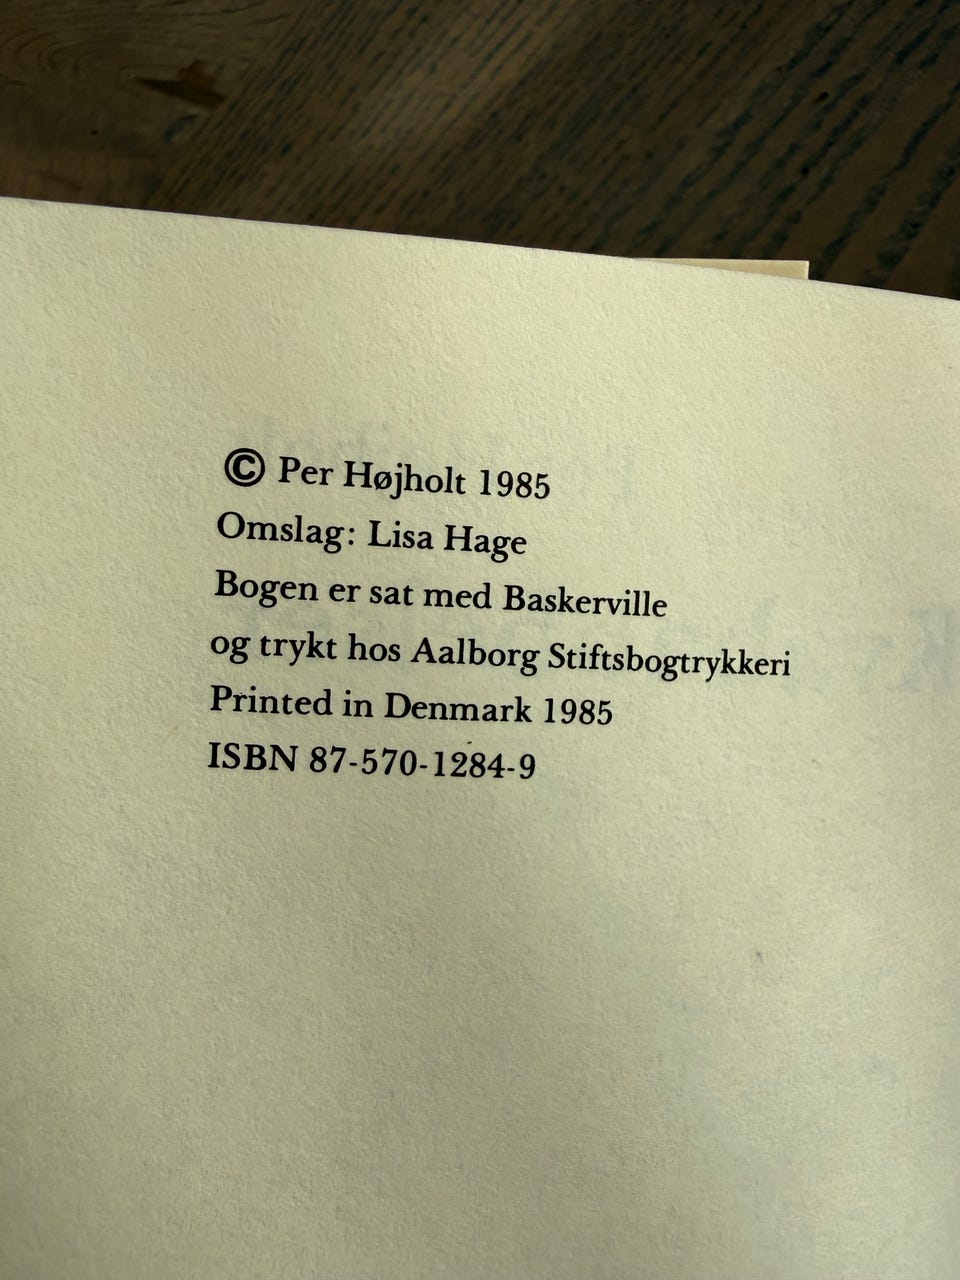 © Per Højholt 1985
Omslag: Lisa Hage
Bogen er sat med Baskerville
og trykt hos Aalborg Stiftsbogtrykkeri
Printed in Denmark 1985
ISBN 87-570-1284-9